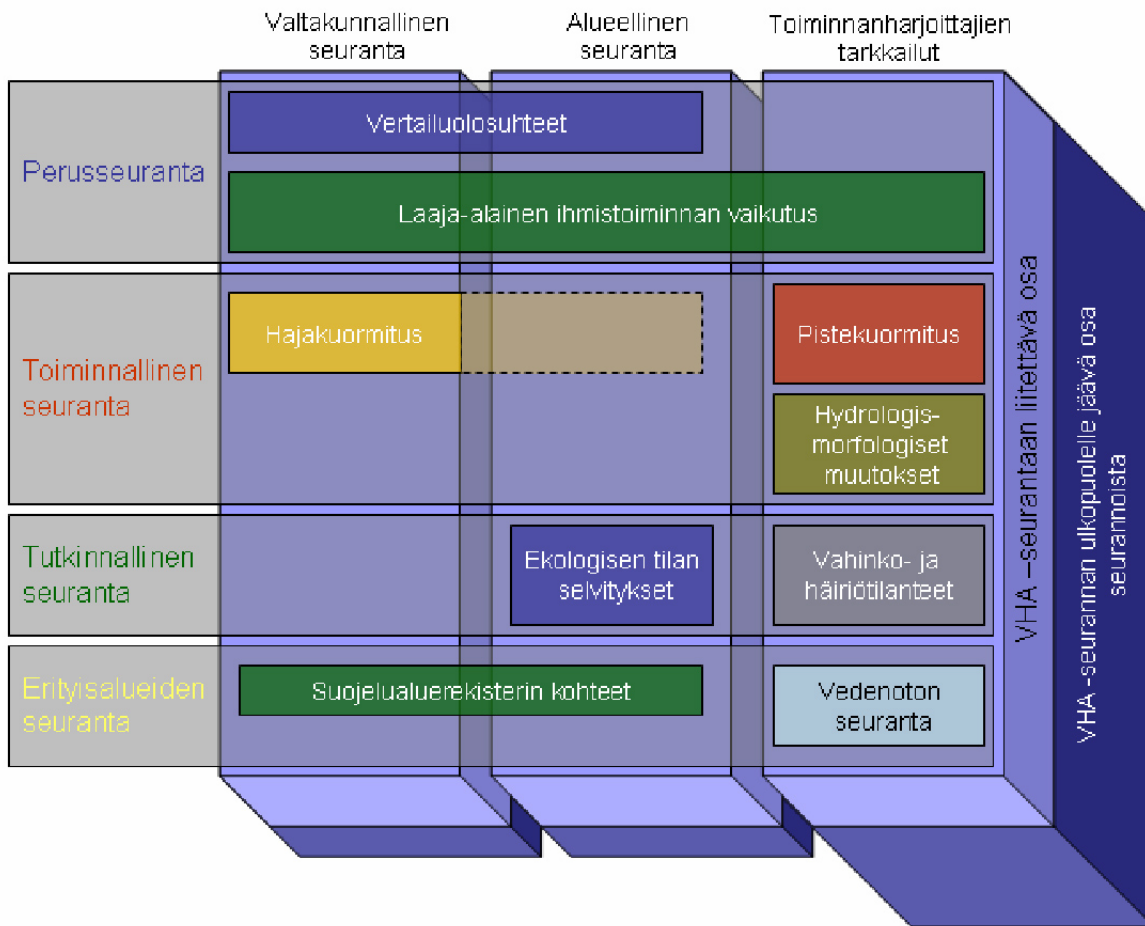 Valtakunnallinen
seuranta
Alueellinen
seuranta
Toiminnanharjoittajien
tarkkailut
Perusseuranta
Vertailuolosuhteet
Laaja-alainen ihmistoiminnan vaikutus
Toiminnallinen
seuranta
Hajakuormitus
Pistekuormitus
Hydrologis-
morfologiset
muutokset
Tutkinnallinen
seuranta
Ekologisen tilan
selvitykset
Vahinko- ja
häiriötilanteet
Erityisalueiden
seuranta
Suojelualuerekisterin kohteet
Vedenoton
seuranta
VHA –seurantaan liitettävä osa
VHA -seurannan ulkopuolelle jäävä osa
seurannoista